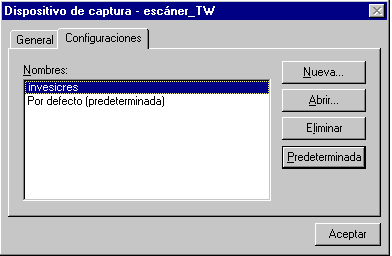 Dispositivo de captura - escáner_TW
General
Configuraciones
Nombres:
invesicres
Por defecto (predeterminada)
Nueva...
Abrir...
Eliminar
Predeterminada
Aceptar